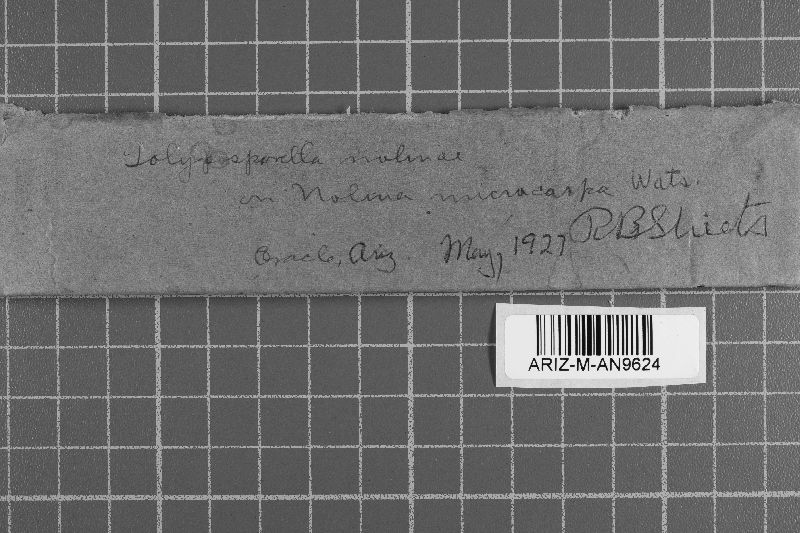 Tolyposporella nolinae
on Nolina microcarpa Wats.
Oracle, Ariz. May, 1927 RBStreets
ARIZ-M-AN9624